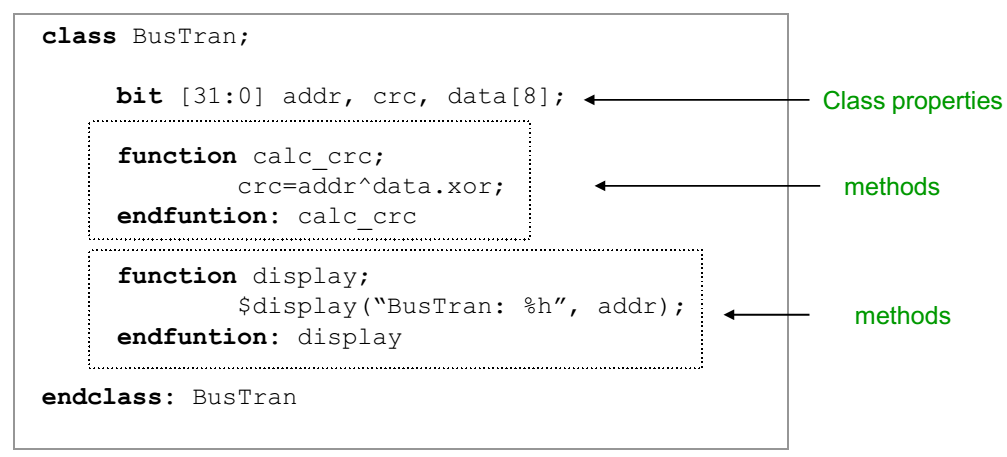 class BusTran;
bit [31:0] addr, crc, data[8];
Class properties
function calc_crc;
crc=addr^data.xor;
methods
endfuntion: calc_crc
function display;
$display(“BusTran: %h”, addr);
methods
endfuntion: display
endclass: BusTran